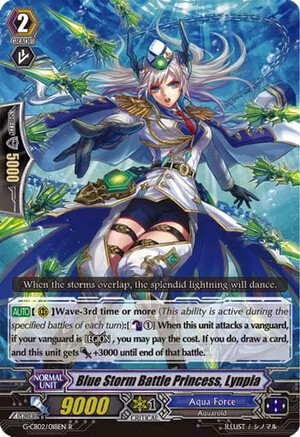 2
GRADE
5000
When the storms overlap, the splendid lightning will dance.
AUTO [ ]Wave-3rd time or more (This ability is active during the
specified battles of each turn):[ (1)] When this unit attacks a vanguard,
if your vanguard is LEGION, you may pay the cost. If you do, draw a card,
and this unit gets +3000 until end of that battle.
NORMAL
UNIT
Blue Storm Battle Princess, Lynpia
POWER
9000
1
CRITICAL
Aqua Force
Aquaroid
G-CB02/018EN R
ILLUST / シノマル